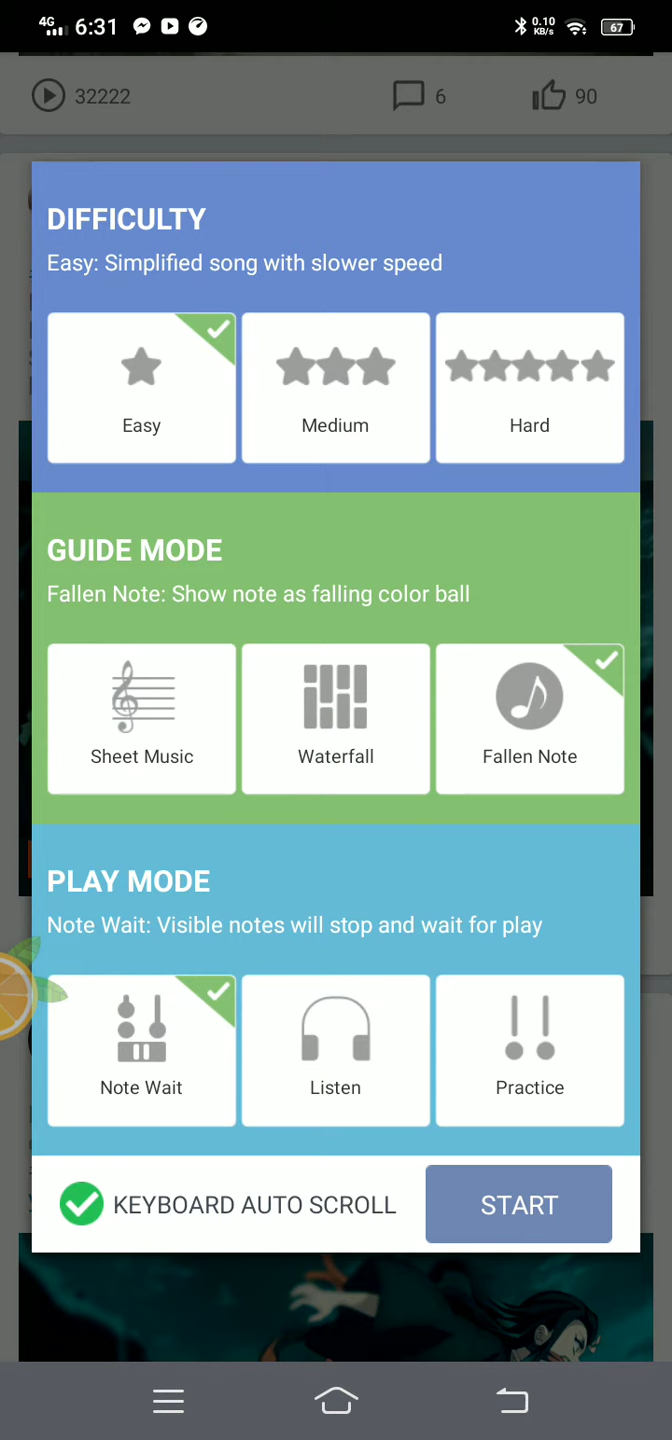 4G 6:31 0.10 KB/s 67
32222 6 90
DIFFICULTY
Easy: Simplified song with slower speed
Easy Medium Hard
GUIDE MODE
Fallen Note: Show note as falling color ball
Sheet Music Waterfall Fallen Note
PLAY MODE
Note Wait: Visible notes will stop and wait for play
Note Wait Listen Practice
KEYBOARD AUTO SCROLL START